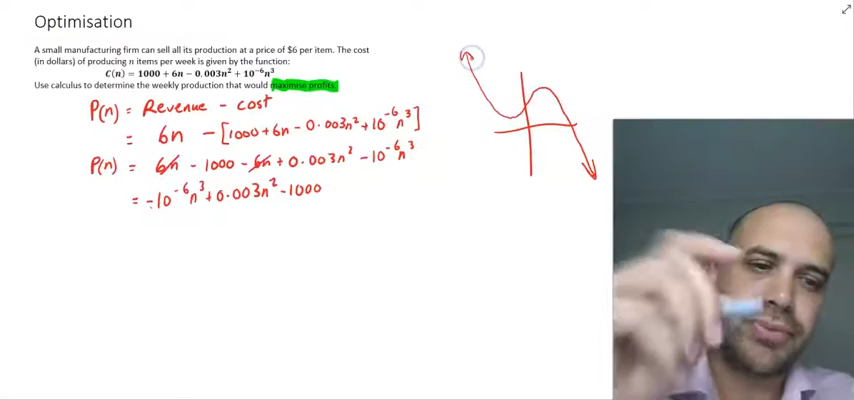 Optimisation
A small manufacturing firm can sell all its production at a price of $6 per item. The cost
(in dollars) of producing n items per week is given by the function:
C(n) = 1000 + 6n − 0.003n² + 10⁻⁶n³
Use calculus to determine the weekly production that would maximise profits.
P(n) = Revenue - cost
= 6n - [1000 + 6n - 0.003n² + 10⁻⁶n³]
P(n) = 6n - 1000 - 6n + 0.003n² - 10⁻⁶n³
= -10⁻⁶n³ + 0.003n² - 1000